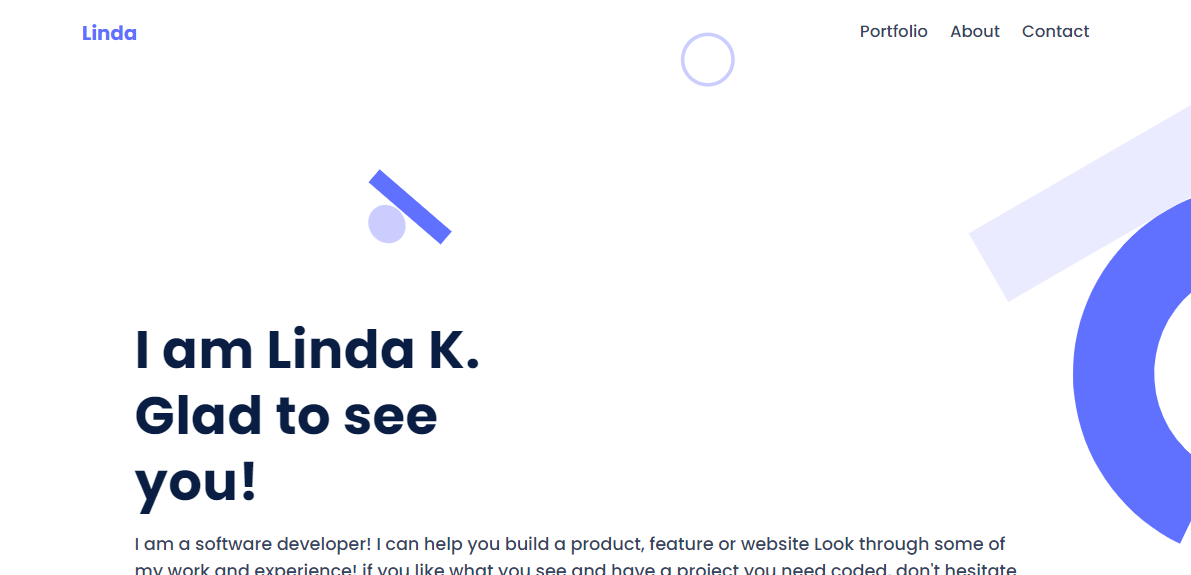 Linda
Portfolio About Contact
I am Linda K.
Glad to see
you!
I am a software developer! I can help you build a product, feature or website Look through some of
my work and experience! if you like what you see and have a project you need coded, don't hesitate